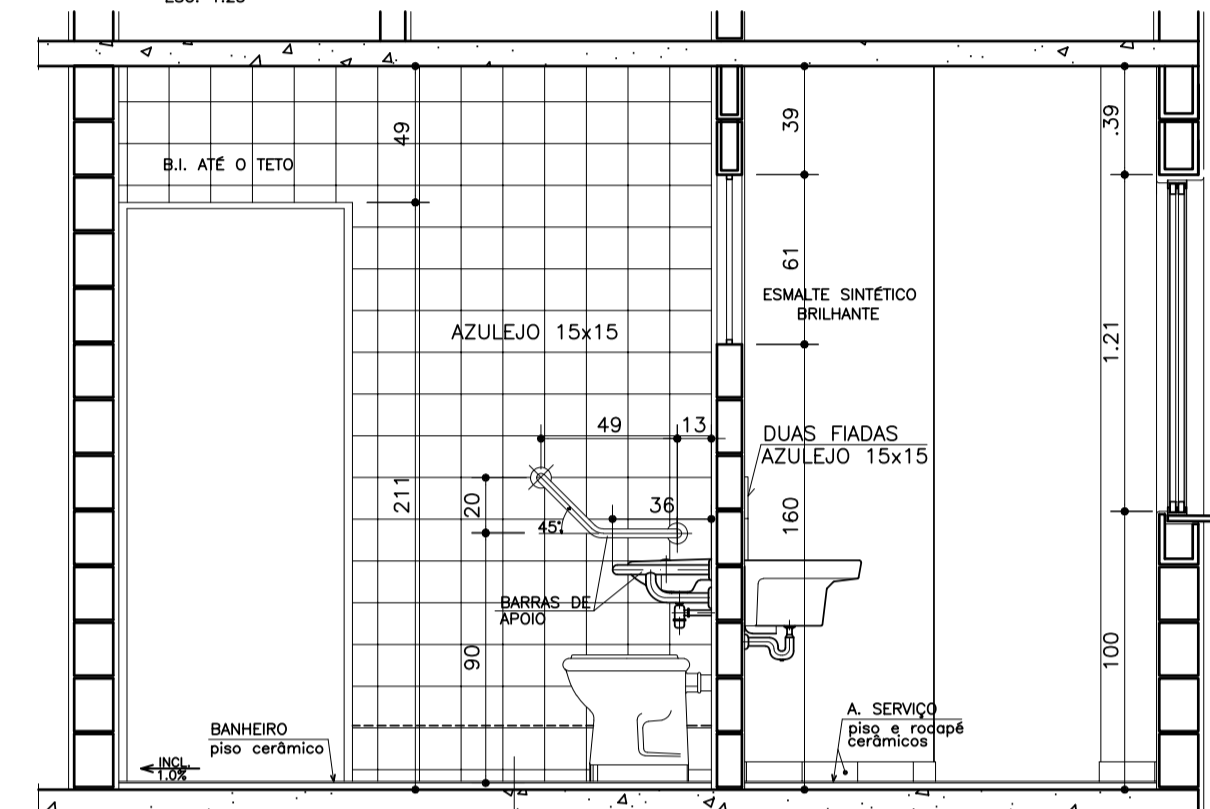 49
39
.39
B.I. ATÉ O TETO
61
ESMALTE SINTÉTICO
BRILHANTE
AZULEJO 15x15
1.21
49
13
DUAS FIADAS
AZULEJO 15x15
211
20
36
160
45°
BARRAS DE
APOIO
90
100
BANHEIRO
piso cerâmico
A. SERVIÇO
piso e rodapé
cerâmicos
INCL.
1.0%